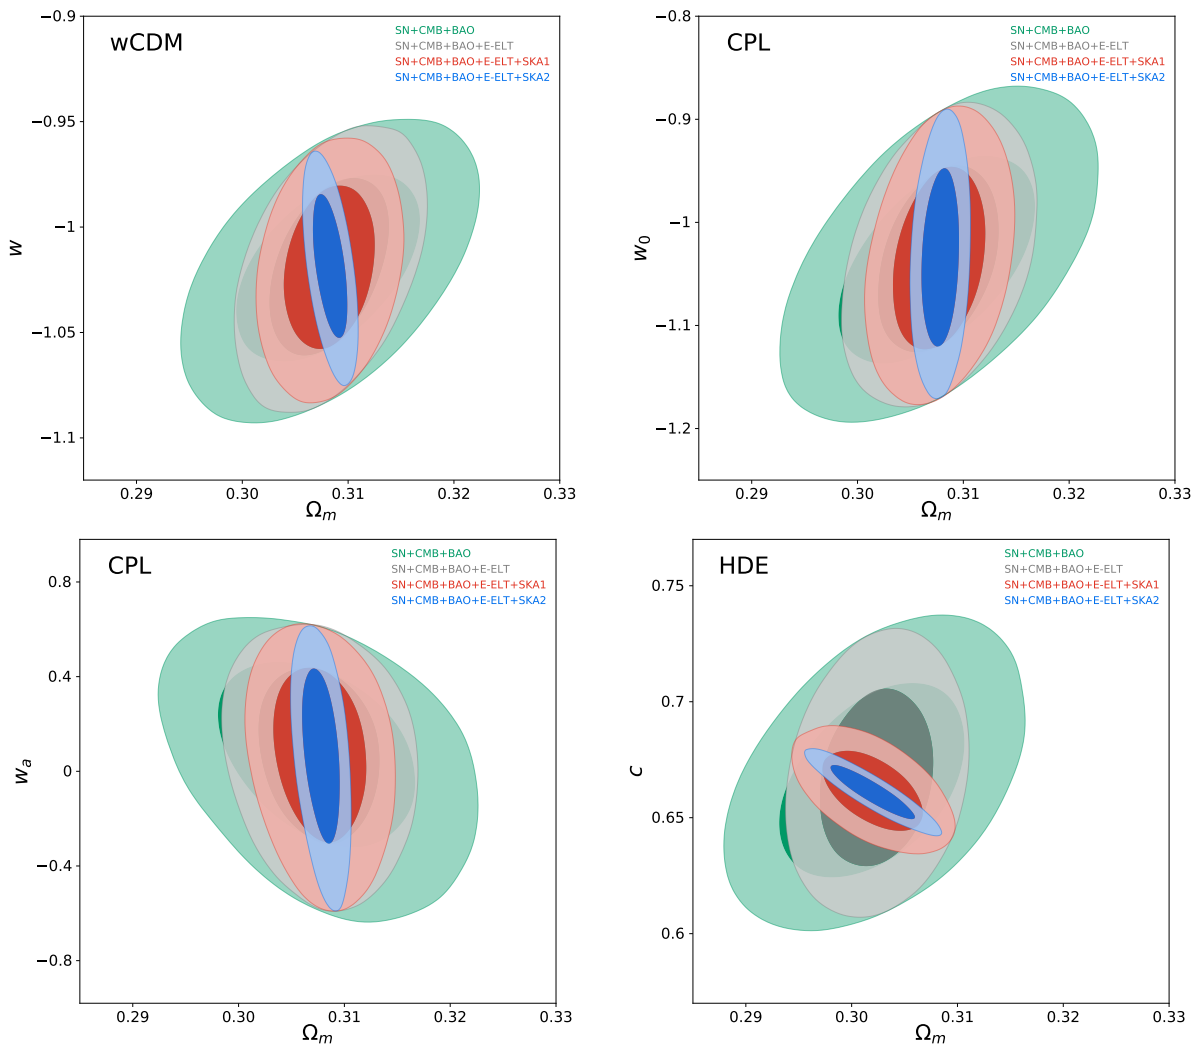 wCDM
SN+CMB+BAO
SN+CMB+BAO+E-ELT
SN+CMB+BAO+E-ELT+SKA1
SN+CMB+BAO+E-ELT+SKA2
−0.9
−0.95
−1
−1.05
−1.1
w
0.29 0.30 0.31 0.32 0.33
Ωm
CPL
SN+CMB+BAO
SN+CMB+BAO+E-ELT
SN+CMB+BAO+E-ELT+SKA1
SN+CMB+BAO+E-ELT+SKA2
−0.8
−0.9
−1
−1.1
−1.2
w0
0.29 0.30 0.31 0.32 0.33
Ωm
CPL
SN+CMB+BAO
SN+CMB+BAO+E-ELT
SN+CMB+BAO+E-ELT+SKA1
SN+CMB+BAO+E-ELT+SKA2
0.8
0.4
0
−0.4
−0.8
wa
0.29 0.30 0.31 0.32 0.33
Ωm
HDE
SN+CMB+BAO
SN+CMB+BAO+E-ELT
SN+CMB+BAO+E-ELT+SKA1
SN+CMB+BAO+E-ELT+SKA2
0.75
0.7
0.65
0.6
c
0.29 0.30 0.31 0.32 0.33
Ωm